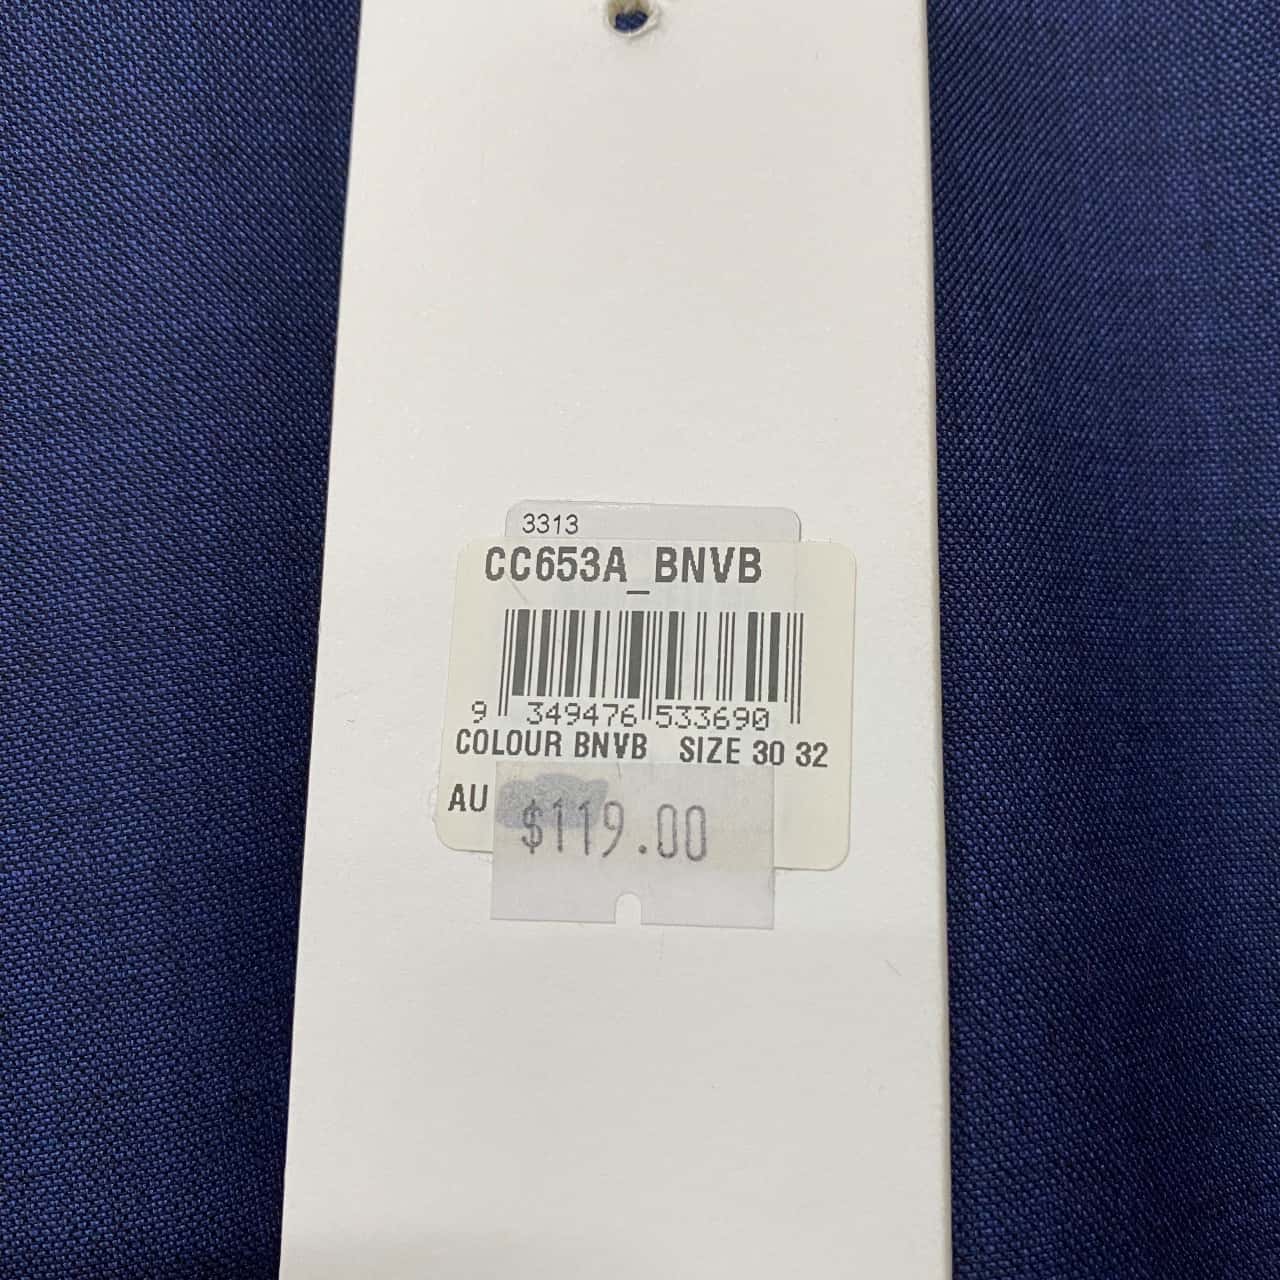 3313
CC653A_BNVB
9 349476 533690
COLOUR BNVB SIZE 30 32
AU $119.00